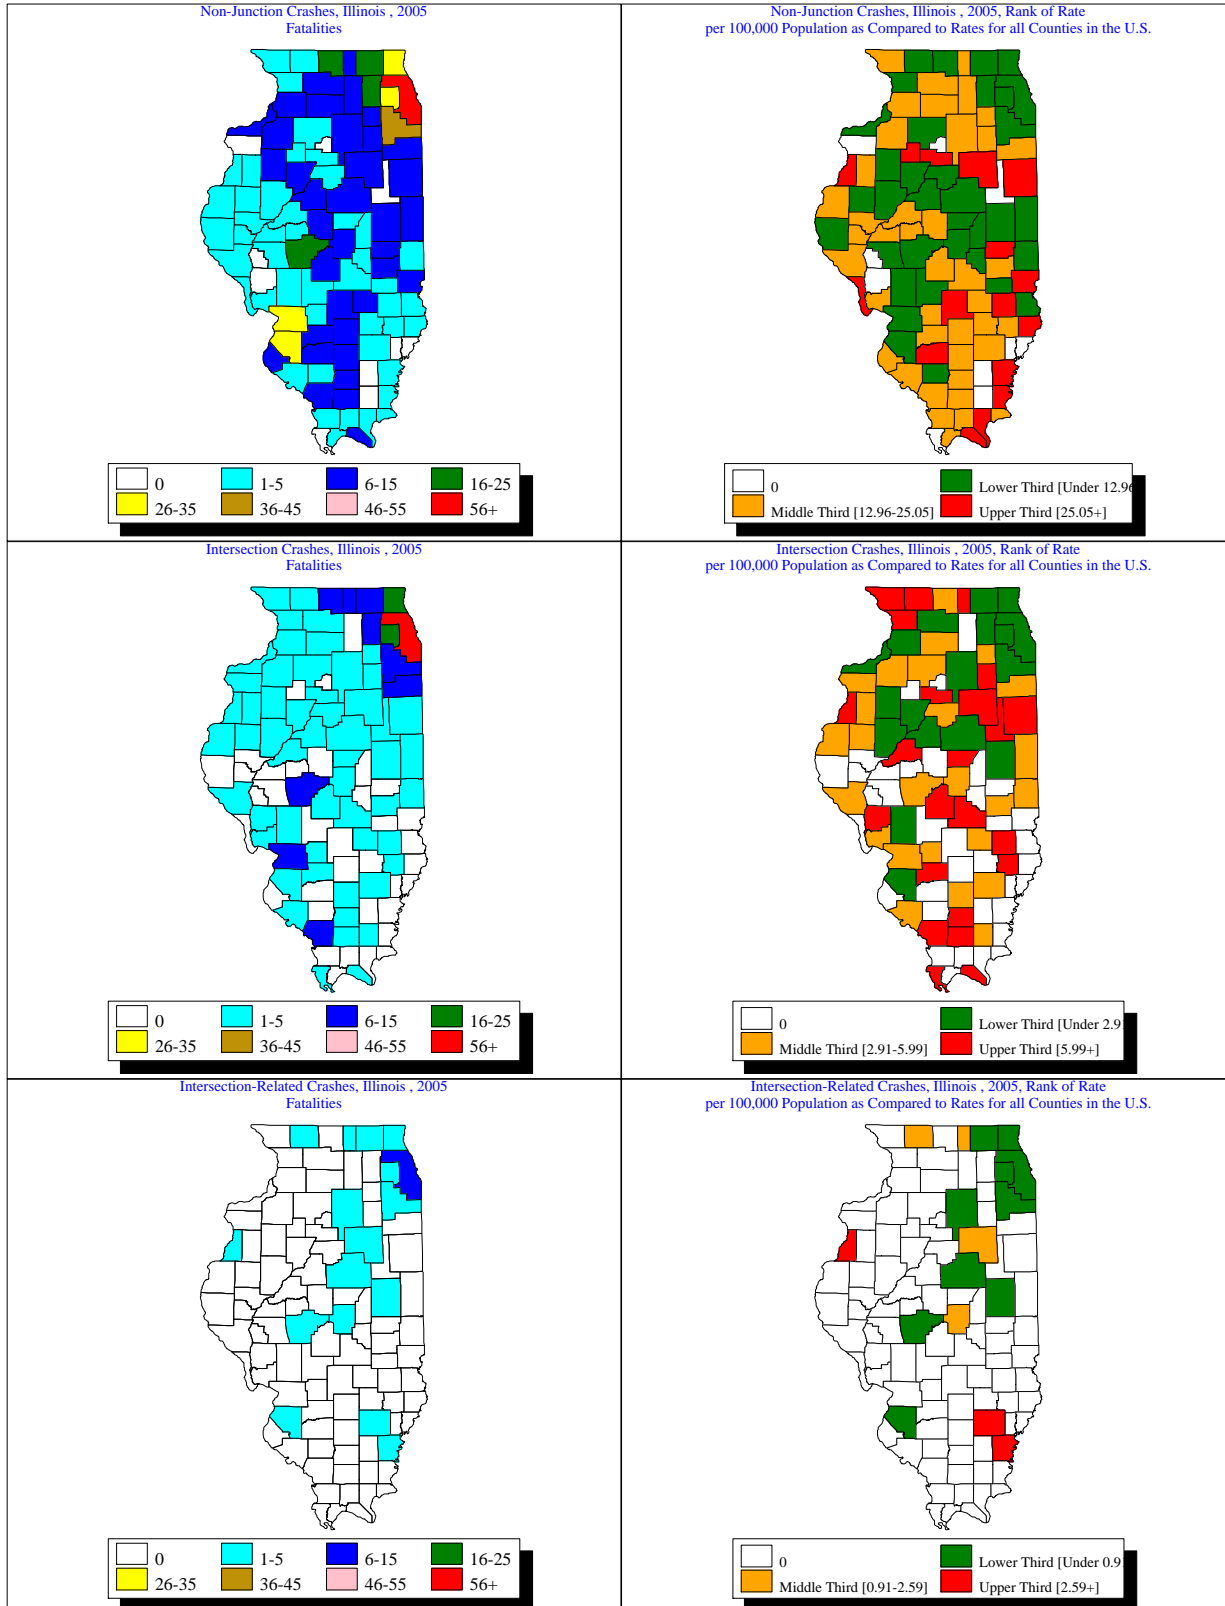 Non-Junction Crashes, Illinois , 2005
Fatalities
0
1-5
6-15
16-25
26-35
36-45
46-55
56+
Non-Junction Crashes, Illinois , 2005, Rank of Rate
per 100,000 Population as Compared to Rates for all Counties in the U.S.
0
Lower Third [Under 12.96
Middle Third [12.96-25.05]
Upper Third [25.05+]
Intersection Crashes, Illinois , 2005
Fatalities
0
1-5
6-15
16-25
26-35
36-45
46-55
56+
Intersection Crashes, Illinois , 2005, Rank of Rate
per 100,000 Population as Compared to Rates for all Counties in the U.S.
0
Lower Third [Under 2.91
Middle Third [2.91-5.99]
Upper Third [5.99+]
Intersection-Related Crashes, Illinois , 2005
Fatalities
0
1-5
6-15
16-25
26-35
36-45
46-55
56+
Intersection-Related Crashes, Illinois , 2005, Rank of Rate
per 100,000 Population as Compared to Rates for all Counties in the U.S.
0
Lower Third [Under 0.91
Middle Third [0.91-2.59]
Upper Third [2.59+]